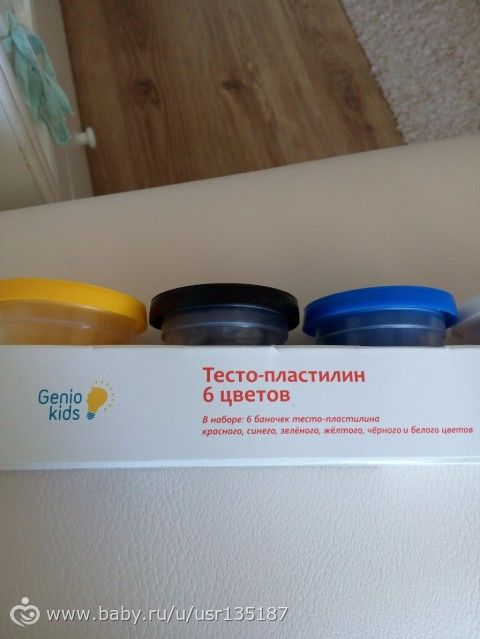 Genio
kids
Тесто-пластилин
6 цветов
В наборе: 6 баночек тесто-пластилина
красного, синего, зелёного, жёлтого, чёрного и белого цветов
www.baby.ru/u/usr135187